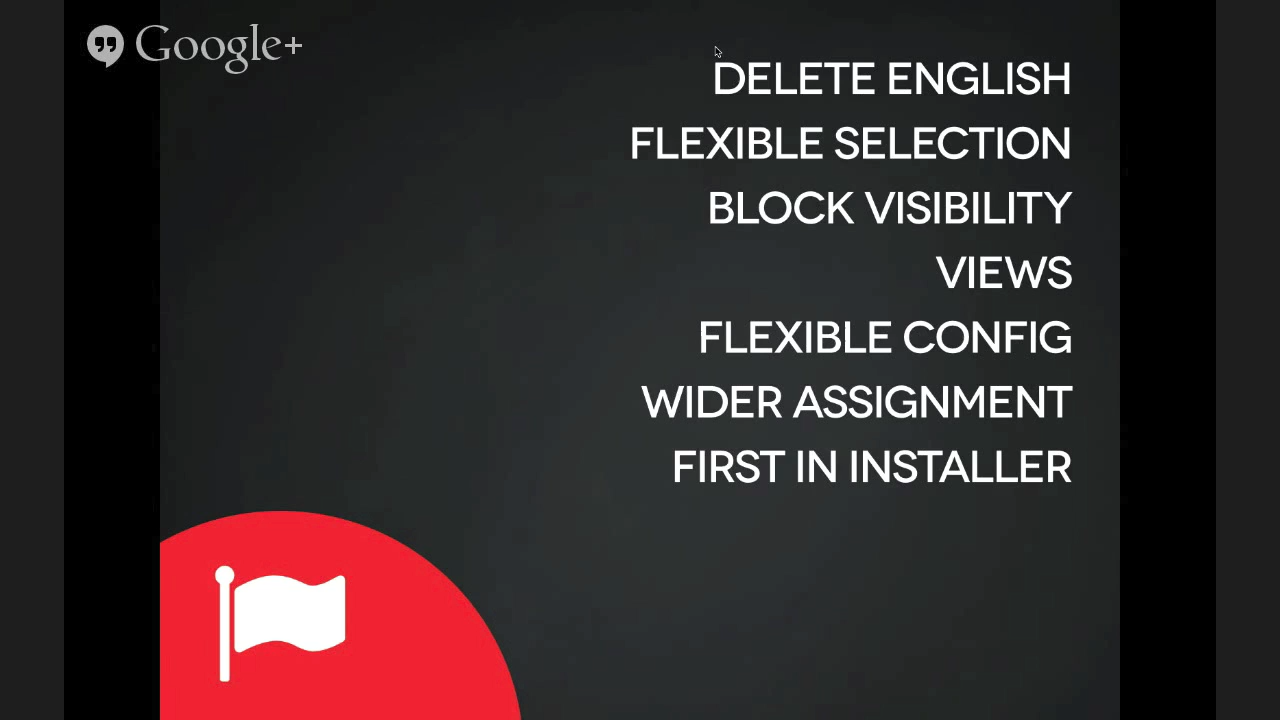 Google+
DELETE ENGLISH
FLEXIBLE SELECTION
BLOCK VISIBILITY
VIEWS
FLEXIBLE CONFIG
WIDER ASSIGNMENT
FIRST IN INSTALLER